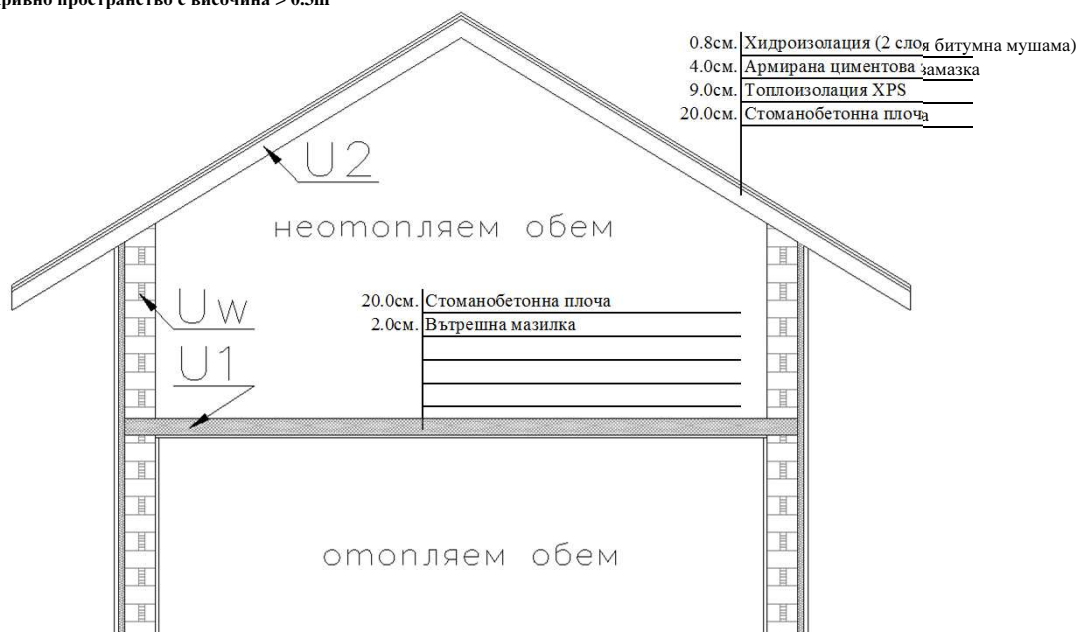 пространство с височина > 0.3m
0.8см. Хидроизолация (2 слоя битумна мушама)
4.0см. Армирана циментова замазка
9.0см. Топлоизолация XPS
20.0см. Стоманобетонна плоча
U2
неотопляем обем
20.0см. Стоманобетонна плоча
2.0см. Вътрешна мазилка
Uw
U1
отопляем обем